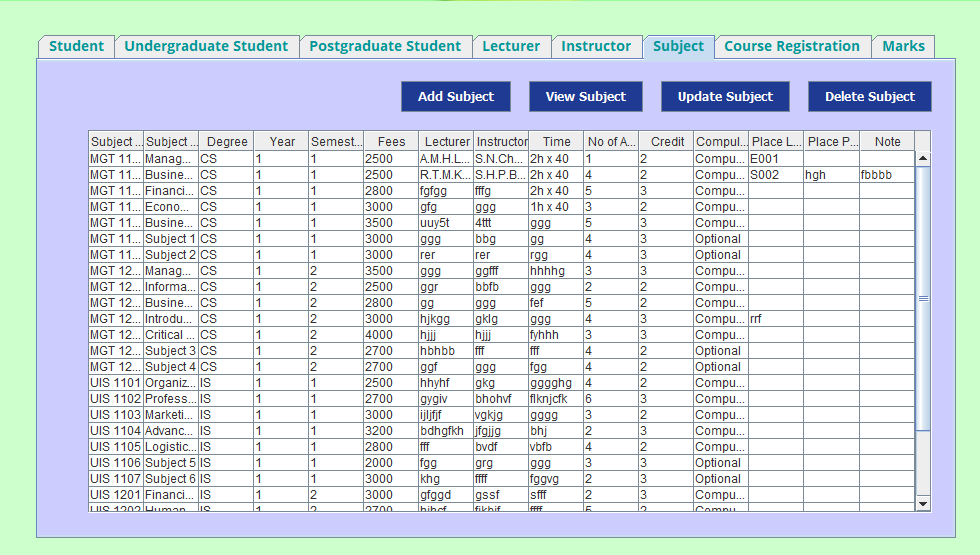 Student Undergraduate Student Postgraduate Student Lecturer Instructor Subject Course Registration Marks
Add Subject View Subject Update Subject Delete Subject
Subject ... Subject ... Degree Year Semest... Fees Lecturer Instructor Time No of A... Credit Compul... Place L... Place P... Note
MGT 11... Manag... CS 1 1 2500 A.M.H.L... S.N.Ch... 2h x 40 1 2 Compu... E001
MGT 11... Busine... CS 1 1 2500 R.T.M.K... S.H.P.B... 2h x 40 4 2 Compu... S002 hgh fbbbb
MGT 11... Financi... CS 1 1 2800 fgfgg fffg 2h x 40 5 3 Compu...
MGT 11... Econo... CS 1 1 3000 gfg ggg 1h x 40 3 2 Compu...
MGT 11... Busine... CS 1 1 3500 uuy5t 4ttt ggg 5 3 Compu...
MGT 11... Subject 1 CS 1 1 3000 ggg bbg gg 4 3 Optional
MGT 11... Subject 2 CS 1 1 3000 rer rer rgg 4 3 Optional
MGT 12... Manag... CS 1 2 3500 ggg ggfff hhhhg 3 3 Compu...
MGT 12... Informa... CS 1 2 2500 ggr bbfb ggg 2 2 Compu...
MGT 12... Busine... CS 1 2 2800 gg ggg fef 5 2 Compu...
MGT 12... Introdu... CS 1 2 3000 hjkgg gklg ggg 4 3 Compu... rrf
MGT 12... Critical ... CS 1 2 4000 hjjj hjjj fyhhh 3 3 Compu...
MGT 12... Subject 3 CS 1 2 2700 hbhbb fff fff 4 2 Optional
MGT 12... Subject 4 CS 1 2 2700 ggf ggg fgg 4 2 Optional
UIS 1101 Organiz... IS 1 1 2500 hhyhf gkg gggghg 4 2 Compu...
UIS 1102 Profess... IS 1 1 2700 gygiv bhohvf flknjcfk 6 3 Compu...
UIS 1103 Marketi... IS 1 1 3000 ijljfjf vgkjg gggg 3 2 Compu...
UIS 1104 Advanc... IS 1 1 3200 bdhgfkh jfgjjg bhj 2 3 Compu...
UIS 1105 Logistic... IS 1 1 2800 fff bvdf vbfb 4 2 Compu...
UIS 1106 Subject 5 IS 1 1 2000 fgg grg ggg 3 3 Optional
UIS 1107 Subject 6 IS 1 1 3000 khg ffff fggvg 2 3 Optional
UIS 1201 Financi... IS 1 2 3000 gfggd gssf sfff 2 3 Compu...
UIS 1202 Human... IS 1 2 2700 ffff 5 2 Compu...